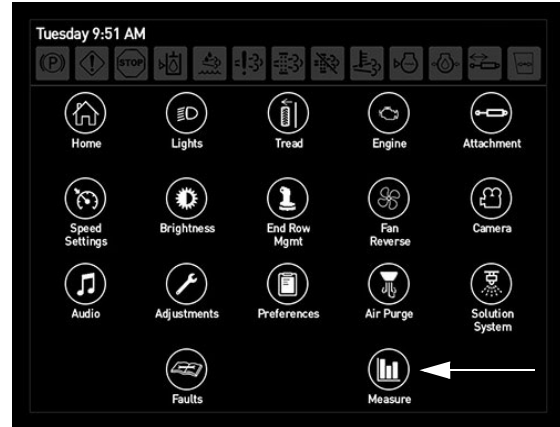 Tuesday 9:51 AM
(P) STOP
Home Lights Tread Engine Attachment
Speed Brightness End Row Fan Camera
Settings Mgmt Reverse
Audio Adjustments Preferences Air Purge Solution
System
Faults Measure